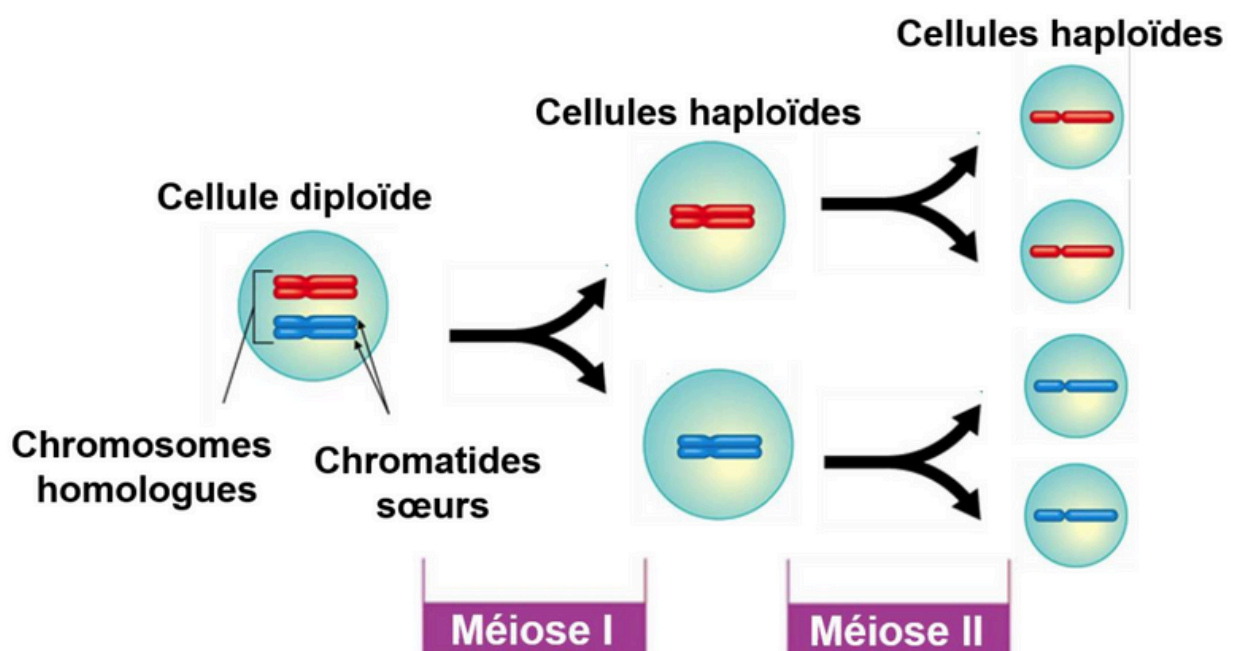 Cellules haploïdes
Cellules haploïdes
Cellule diploïde
Chromosomes
homologues
Chromatides
sœurs
Méiose I
Méiose II